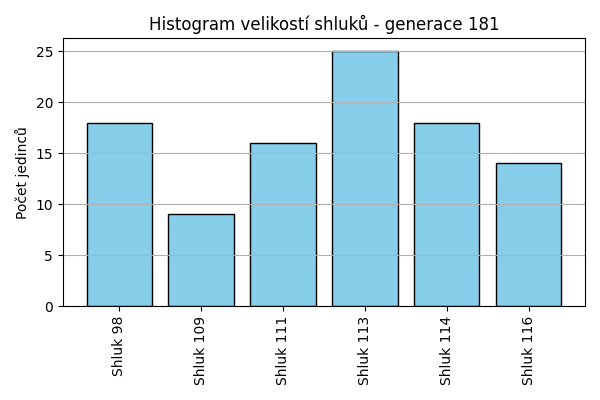 Histogram velikostí shluků - generace 181
Počet jedinců
25
20
15
10
5
0
Shluk 98
Shluk 109
Shluk 111
Shluk 113
Shluk 114
Shluk 116